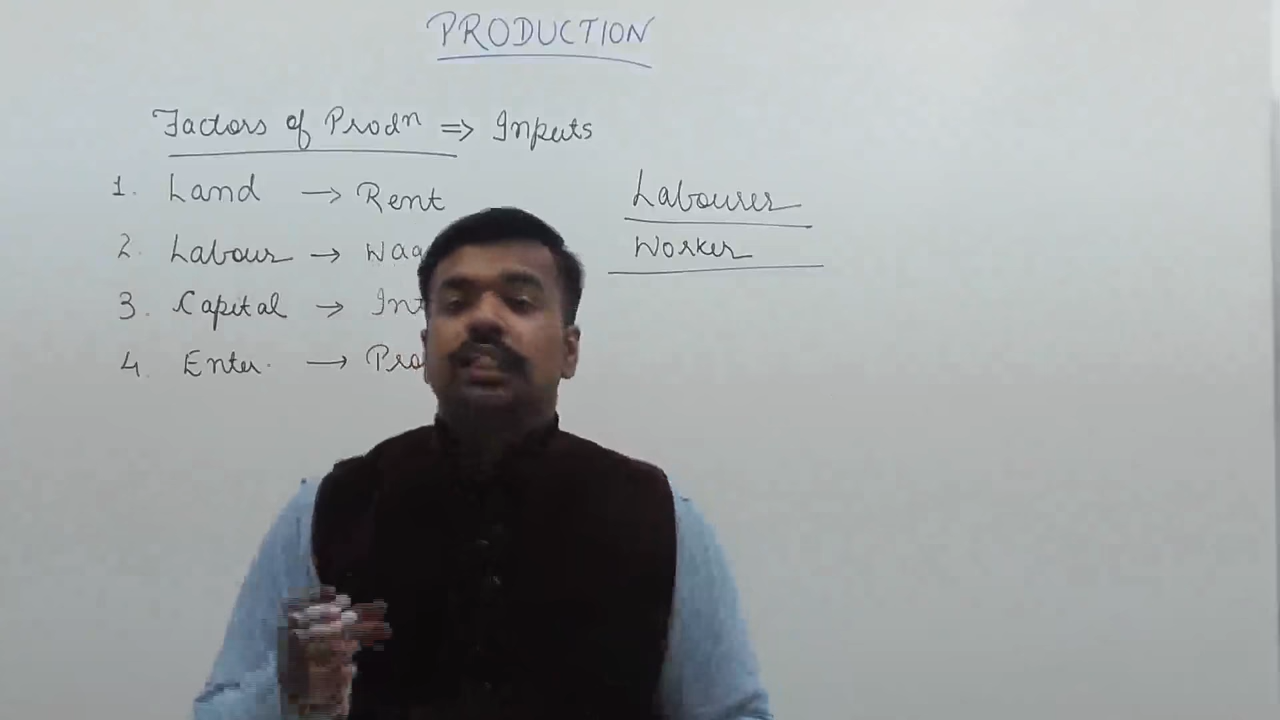 PRODUCTION
Factors of Prodn => Inputs
1. Land → Rent
2. Labour →
3. Capital →
4. Enter. →
Labourer
Worker